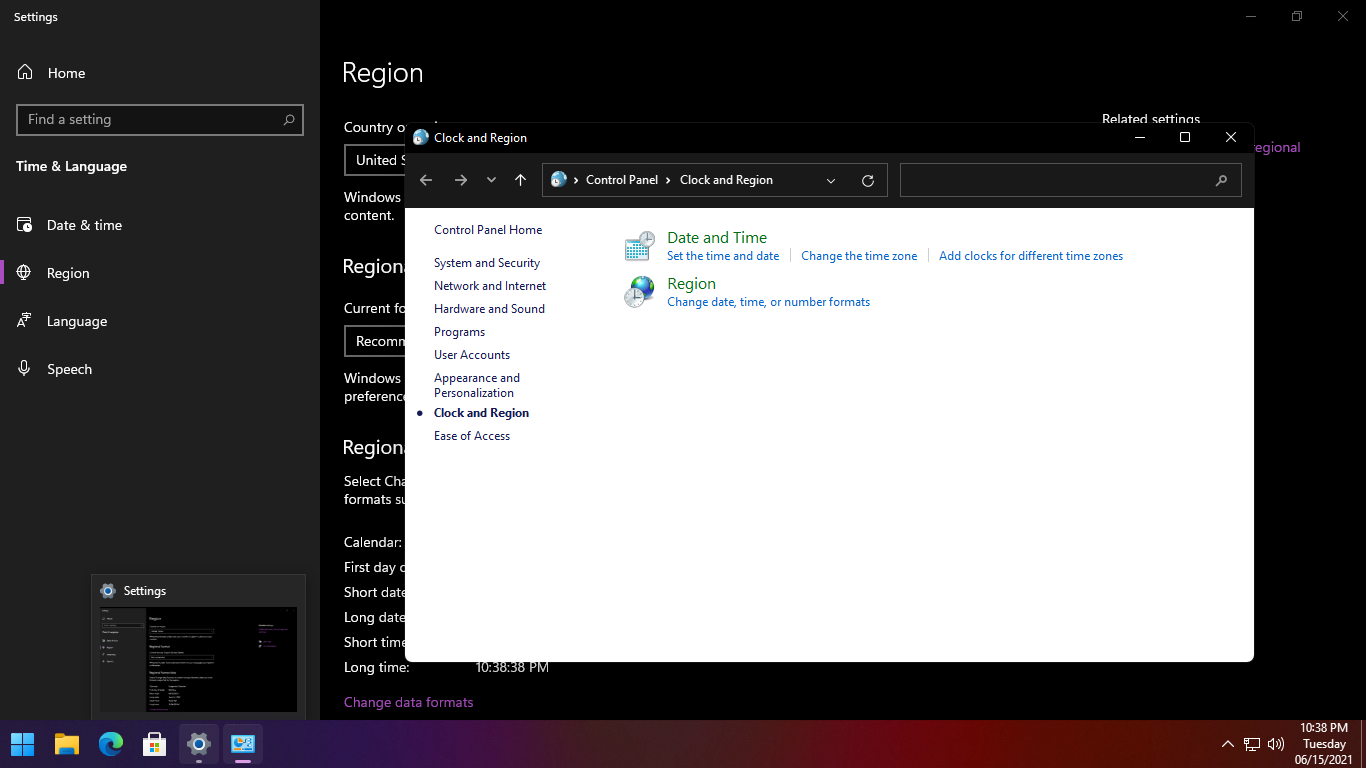 Settings
Home
Find a setting
Time & Language
Date & time
Region
Language
Speech
Region
Country o
United S
Windows
content.
Regiona
Current fo
Recomm
Windows
preference
Regiona
Select Cha
formats su
Calendar:
First day o
Short date
Long date
Short time
Long time: 10:38:38 PM
Change data formats
Related settings
regional
Clock and Region
Control Panel
Clock and Region
Control Panel Home
System and Security
Network and Internet
Hardware and Sound
Programs
User Accounts
Appearance and
Personalization
Clock and Region
Ease of Access
Date and Time
Set the time and date
Change the time zone
Add clocks for different time zones
Region
Change date, time, or number formats
Settings
10:38 PM
Tuesday
06/15/2021